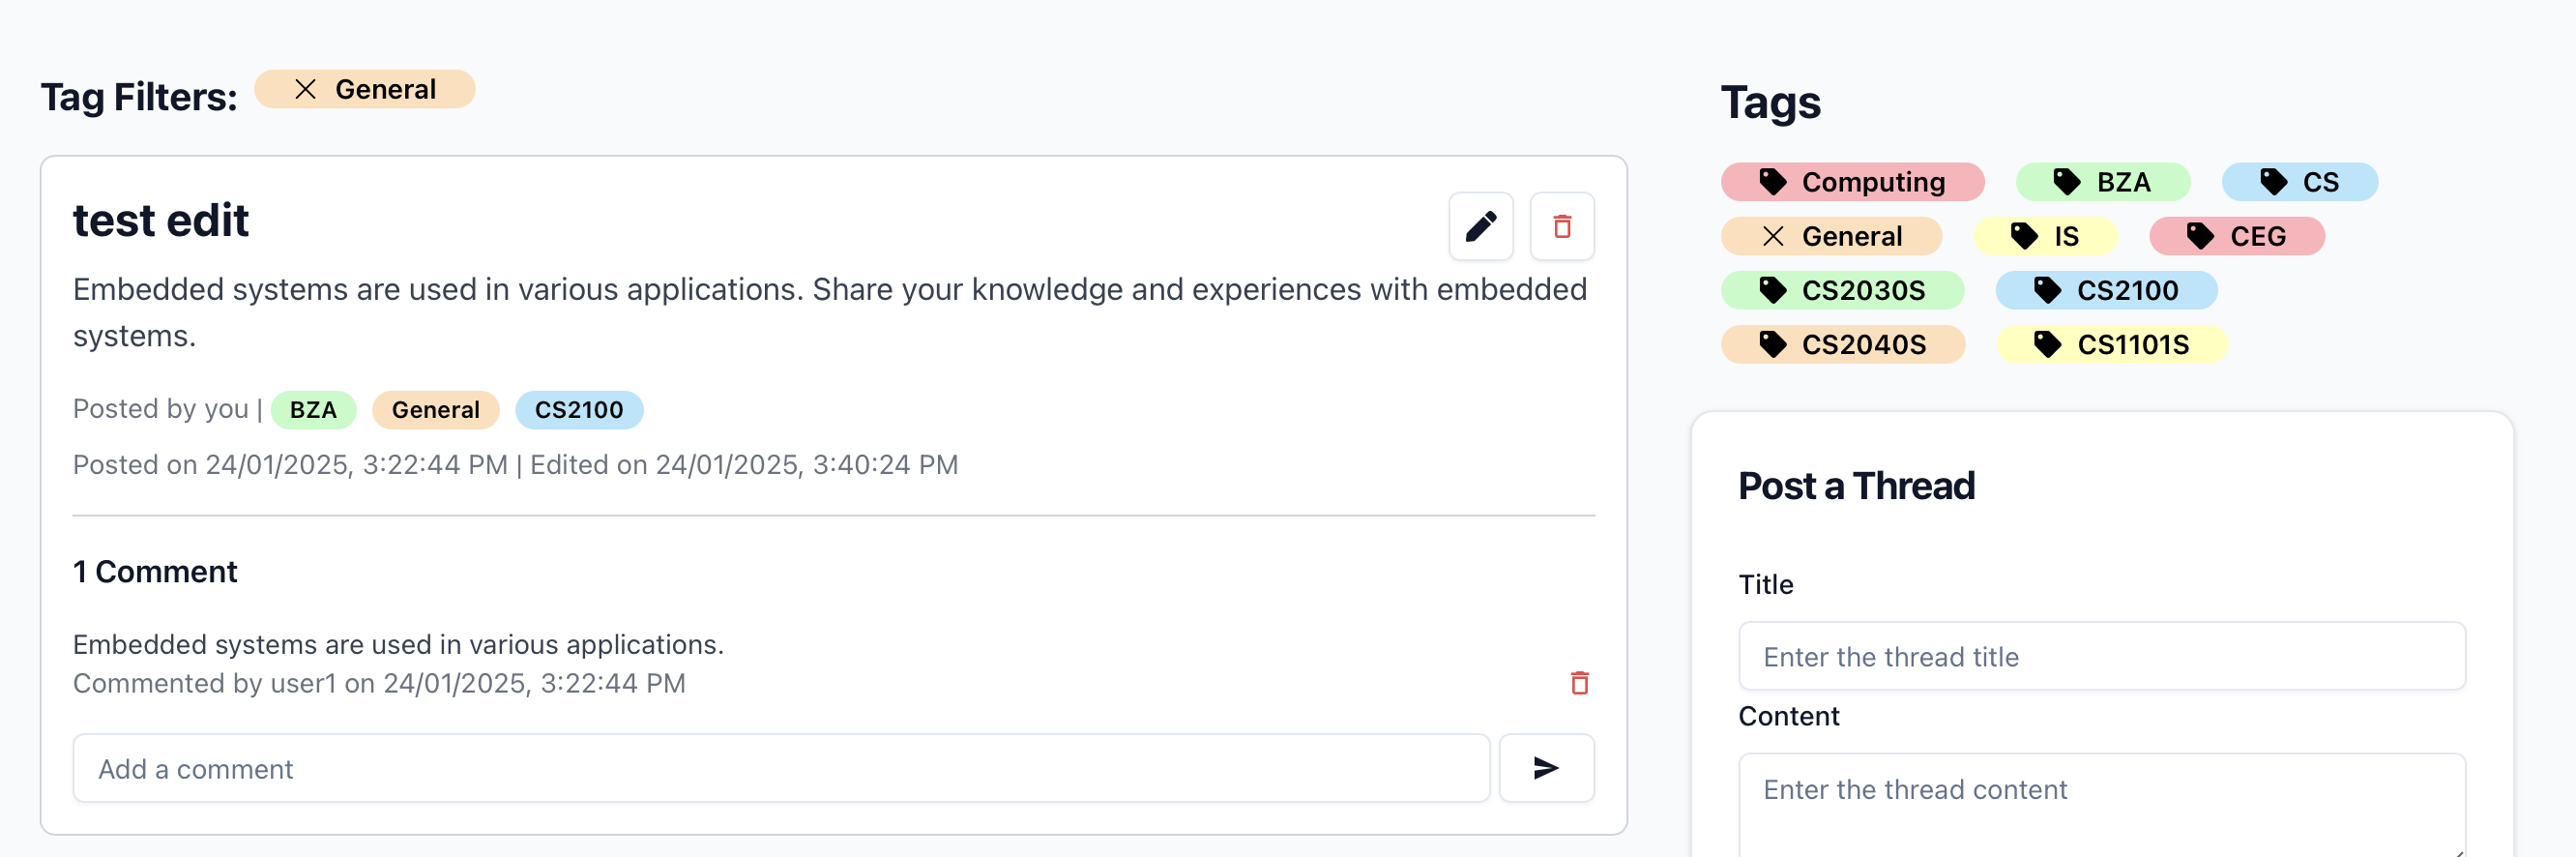 Tag Filters: General
test edit
Embedded systems are used in various applications. Share your knowledge and experiences with embedded
systems.
Posted by you | BZA General CS2100
Posted on 24/01/2025, 3:22:44 PM | Edited on 24/01/2025, 3:40:24 PM
1 Comment
Embedded systems are used in various applications.
Commented by user1 on 24/01/2025, 3:22:44 PM
Add a comment
Tags
Computing BZA CS
General IS CEG
CS2030S CS2100
CS2040S CS1101S
Post a Thread
Title
Enter the thread title
Content
Enter the thread content